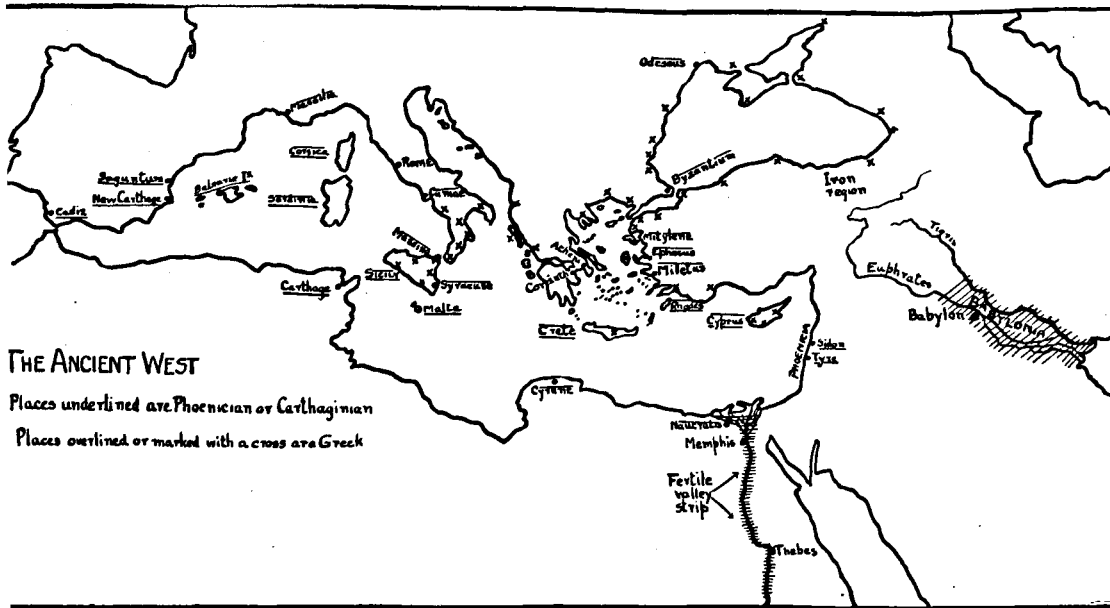 Odessus
Massilia
Corsica
Rome
Byzantium
Saguntum
Balearic Is
New Carthage
Sardinia
Cumae
Iron
region
Cadiz
Tigris
Mitylene
Athens
Ephesus
Messina
Corinth
Miletus
Euphrates
Sicily
Syracuse
Carthage
Rhodes
Malta
Cyprus
Babylon
BABYLONIA
Crete
PHOENICIA
Sidon
Tyre
THE ANCIENT WEST
Cyrene
Places underlined are Phoenician or Carthaginian
Places overlined or marked with a cross are Greek
Naucratis
Memphis
Fertile
valley
strip
Thebes